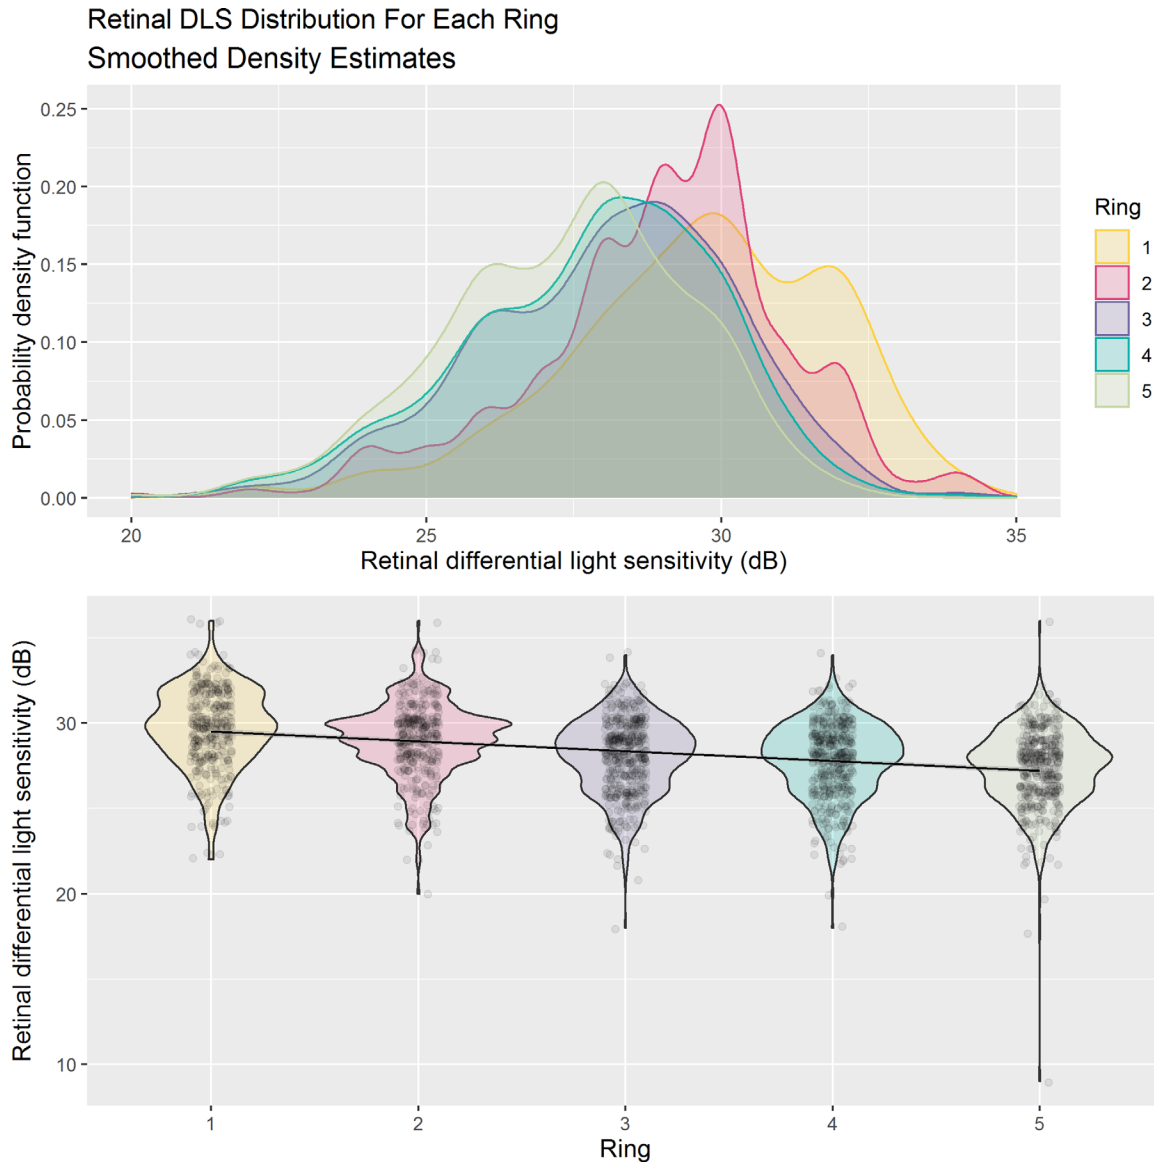 Retinal DLS Distribution For Each Ring
Smoothed Density Estimates
Probability density function
0.25
0.20
0.15
0.10
0.05
0.00
20 25 30 35
Retinal differential light sensitivity (dB)
Ring
1
2
3
4
5
Retinal differential light sensitivity (dB)
30
20
10
1 2 3 4 5
Ring